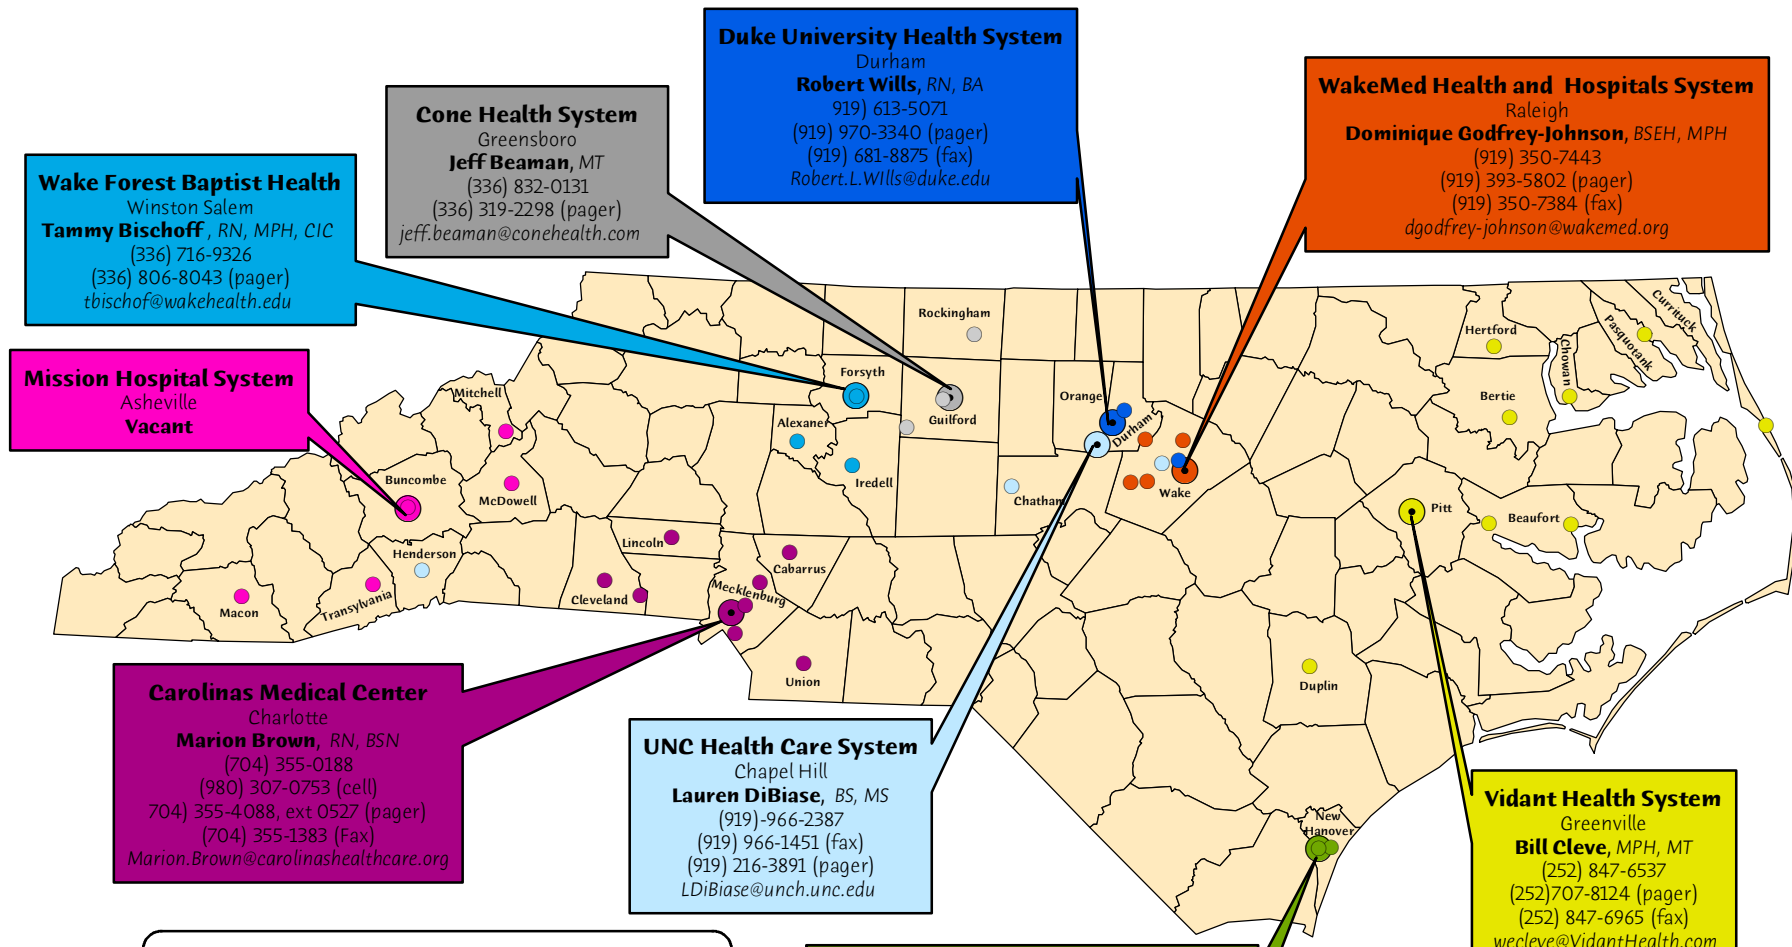 Duke University Health System
Durham
Robert Wills, RN, BA
919) 613-5071
(919) 970-3340 (pager)
(919) 681-8875 (fax)
Robert.L.WIlls@duke.edu
WakeMed Health and  Hospitals System
Raleigh
Dominique Godfrey-Johnson, BSEH, MPH
(919) 350-7443
(919) 393-5802 (pager)
(919) 350-7384 (fax)
dgodfrey-johnson@wakemed.org
Cone Health System
Greensboro
Jeff Beaman, MT
(336) 832-0131
(336) 319-2298 (pager)
jeff.beaman@conehealth.com
Wake Forest Baptist Health
Winston Salem
Tammy Bischoff , RN, MPH, CIC
(336) 716-9326
(336) 806-8043 (pager)
tbischof@wakehealth.edu
Mission Hospital System
Asheville
Vacant
Rockingham
Hertford
Chowan
Pasquotank
Currituck
Mitchell
Forsyth
Alexaner
Guilford
Orange
Durham
Bertie
Buncombe
McDowell
Iredell
Chatham
Wake
Pitt
Beaufort
Henderson
Lincoln
Cabarrus
Mecklenburg
Macon
Transylvania
Cleveland
Union
Duplin
New
Hanover
Carolinas Medical Center
Charlotte
Marion Brown, RN, BSN
(704) 355-0188
(980) 307-0753 (cell)
704) 355-4088, ext 0527 (pager)
(704) 355-1383 (Fax)
Marion.Brown@carolinashealthcare.org
UNC Health Care System
Chapel Hill
Lauren DiBiase, BS, MS
(919)-966-2387
(919) 966-1451 (fax)
(919) 216-3891 (pager)
LDiBiase@unch.unc.edu
Vidant Health System
Greenville
Bill Cleve, MPH, MT
(252) 847-6537
(252)707-8124 (pager)
(252) 847-6965 (fax)
wecleve@VidantHealth.com